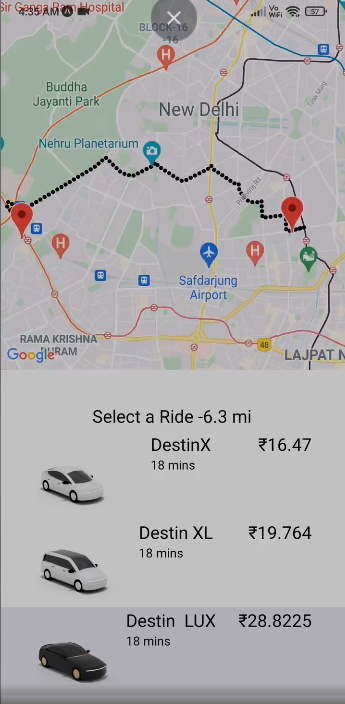 Sir Ganga Ram Hospital
4:35 AM
Vo
WiFi
57
BLOCK-16
-16
Buddha
Jayanti Park
New Delhi
Nehru Planetarium
Safdarjung
Airport
RAMA KRISHNA
PURAM
Google
48
LAJPAT N
Select a Ride -6.3 mi
DestinX ₹16.47
18 mins
Destin XL ₹19.764
18 mins
Destin LUX ₹28.8225
18 mins